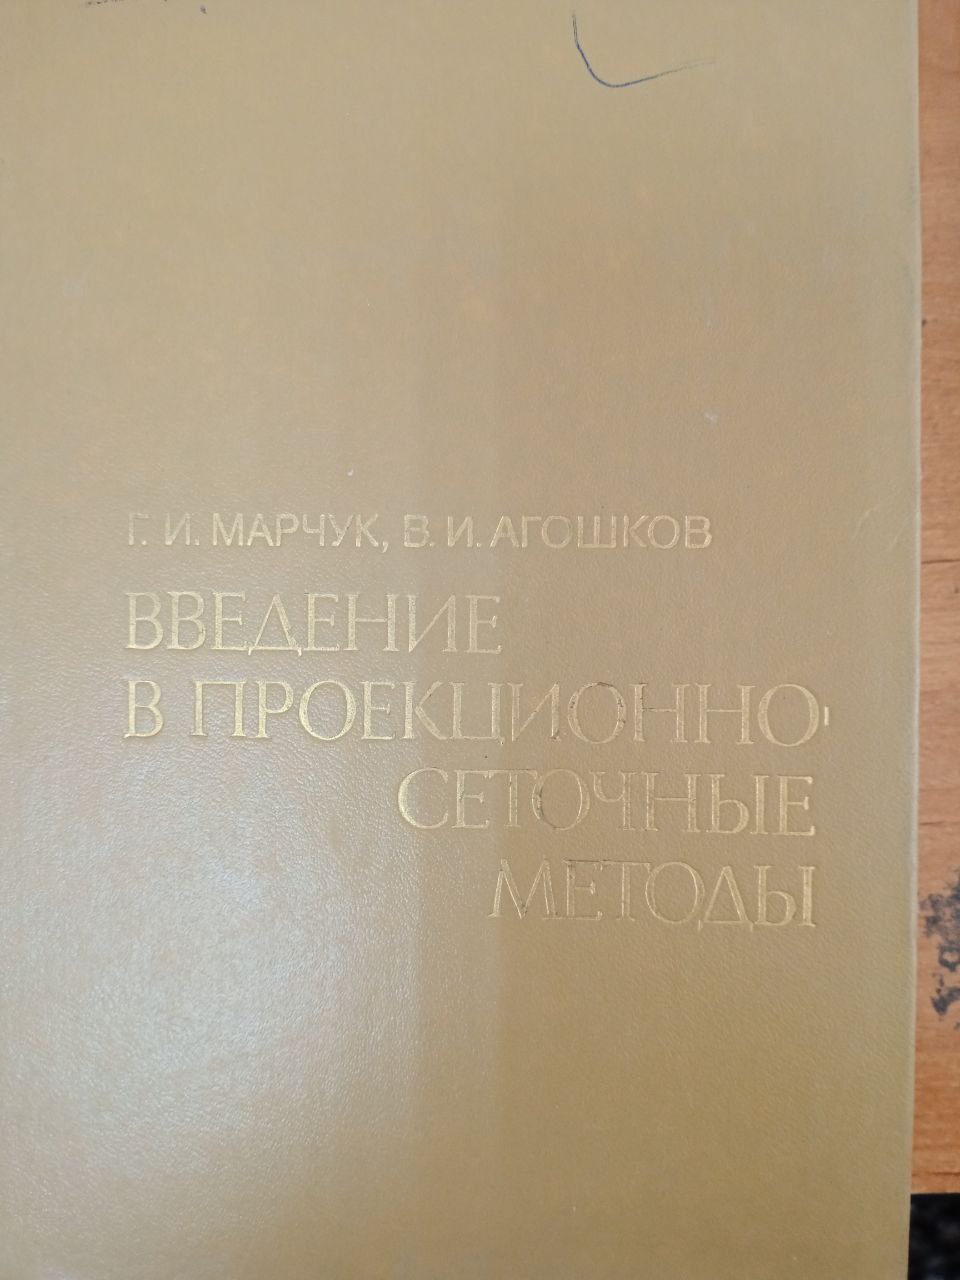 Г. И. МАРЧУК, В. И. АГОШКОВ
ВВЕДЕНИЕ
В ПРОЕКЦИОННО-
СЕТОЧНЫЕ
МЕТОДЫ